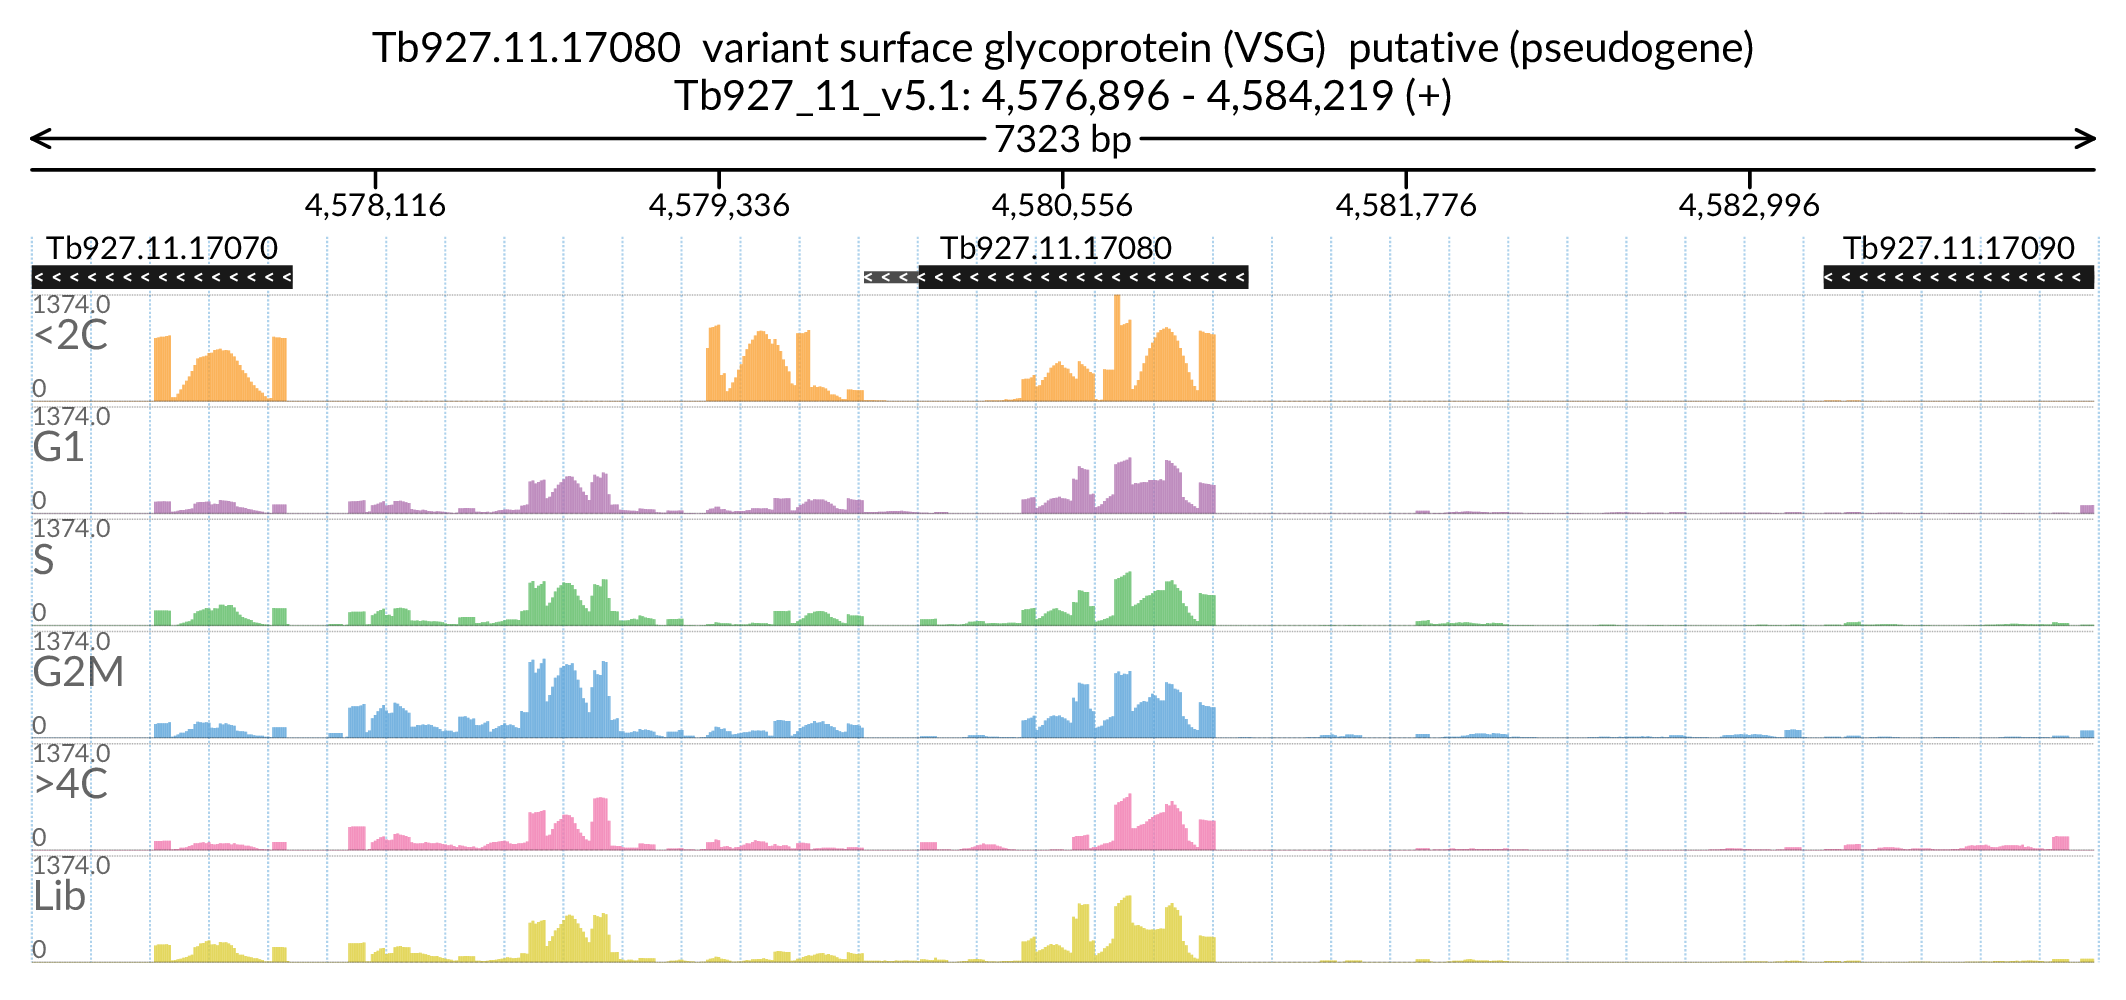 Tb927.11.17080 variant surface glycoprotein (VSG) putative (pseudogene)
Tb927_11_v5.1: 4,576,896 - 4,584,219 (+)
7323 bp
4,578,116 4,579,336 4,580,556 4,581,776 4,582,996
Tb927.11.17070 Tb927.11.17080 Tb927.11.17090
1374.0
<2C
0
1374.0
G1
0
1374.0
S
0
1374.0
G2M
0
1374.0
>4C
0
1374.0
Lib
0